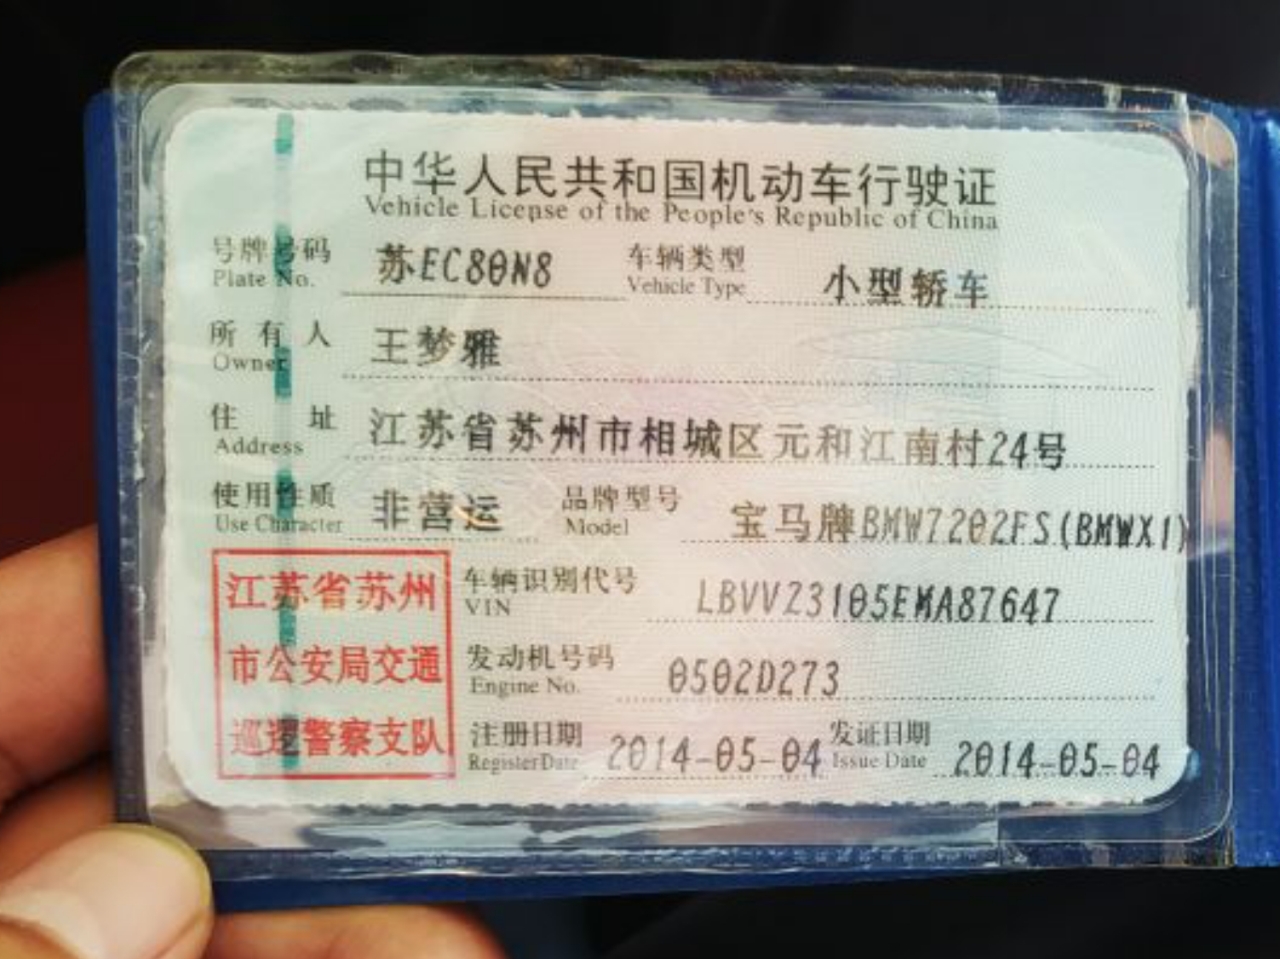 中华人民共和国机动车行驶证
Vehicle License of the People's Republic of China
号牌号码 苏EC80N8 车辆类型 小型轿车
Plate No. Vehicle Type
所有人 王梦雅
Owner
住址 江苏省苏州市相城区元和江南村24号
Address
使用性质 非营运 品牌型号 宝马牌BMW7202FS(BMWX1)
Use Character Model
江苏省苏州
市公安局交通
巡逻警察支队
车辆识别代号 LBVVZ3105EMA87647
VIN
发动机号码 0502D273
Engine No.
注册日期 2014-05-04 发证日期 2014-05-04
Register Date Issue Date